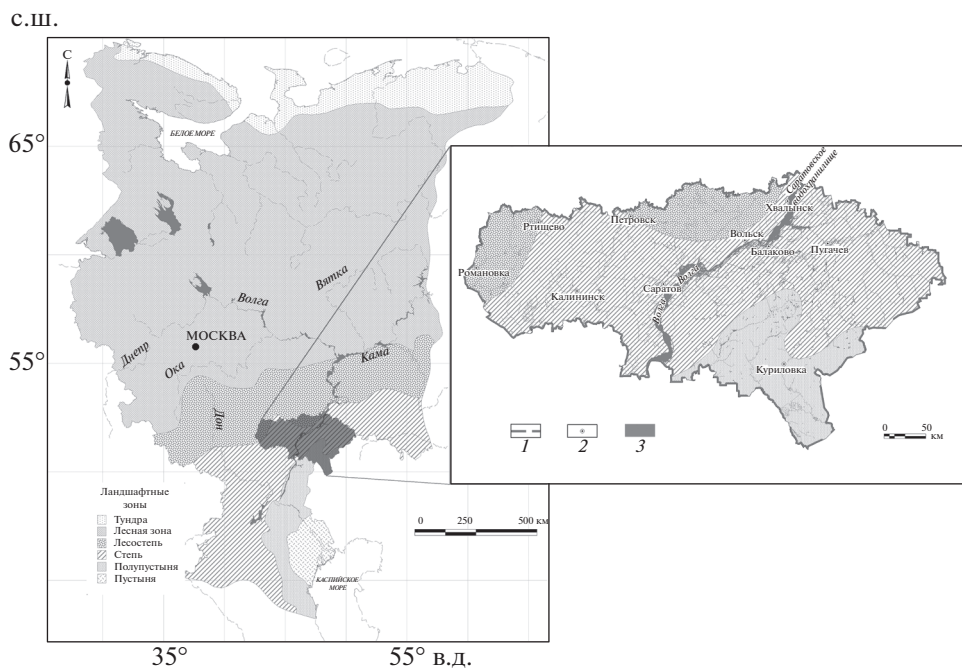 с.ш.
С
БЕЛОЕ МОРЕ
65°
Вятка
Волга
МОСКВА
Днепр
Ока
Кама
55°
Дон
Ландшафтные
зоны
Тундра
Лесная зона
Лесостепь
Степь
Полупустыня
Пустыня
0 250 500 км
КАСПИЙСКОЕ
МОРЕ
35°
55° в.д.
Саратовское
водохранилище
Хвалынск
Петровск
Ртищево
Вольск
Балаково
Пугачев
Романовка
Волга
Саратов
Калининск
Волга
Куриловка
1 2 3
0 50
км